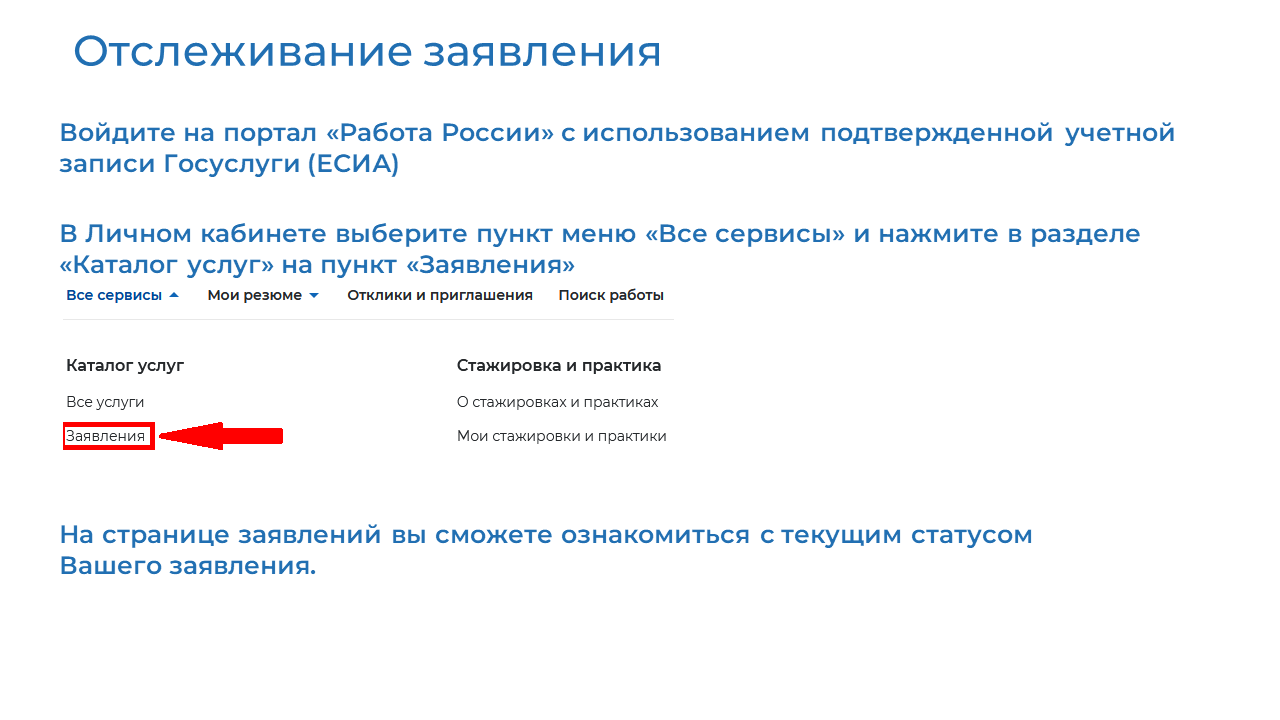 Отслеживание заявления
Войдите на портал «Работа России» с использованием подтвержденной учетной
записи Госуслуги (ЕСИА)
В Личном кабинете выберите пункт меню «Все сервисы» и нажмите в разделе
«Каталог услуг» на пункт «Заявления»
Все сервисы Мои резюме Отклики и приглашения Поиск работы
Каталог услуг Стажировка и практика
Все услуги О стажировках и практиках
Заявления Мои стажировки и практики
На странице заявлений вы сможете ознакомиться с текущим статусом
Вашего заявления.